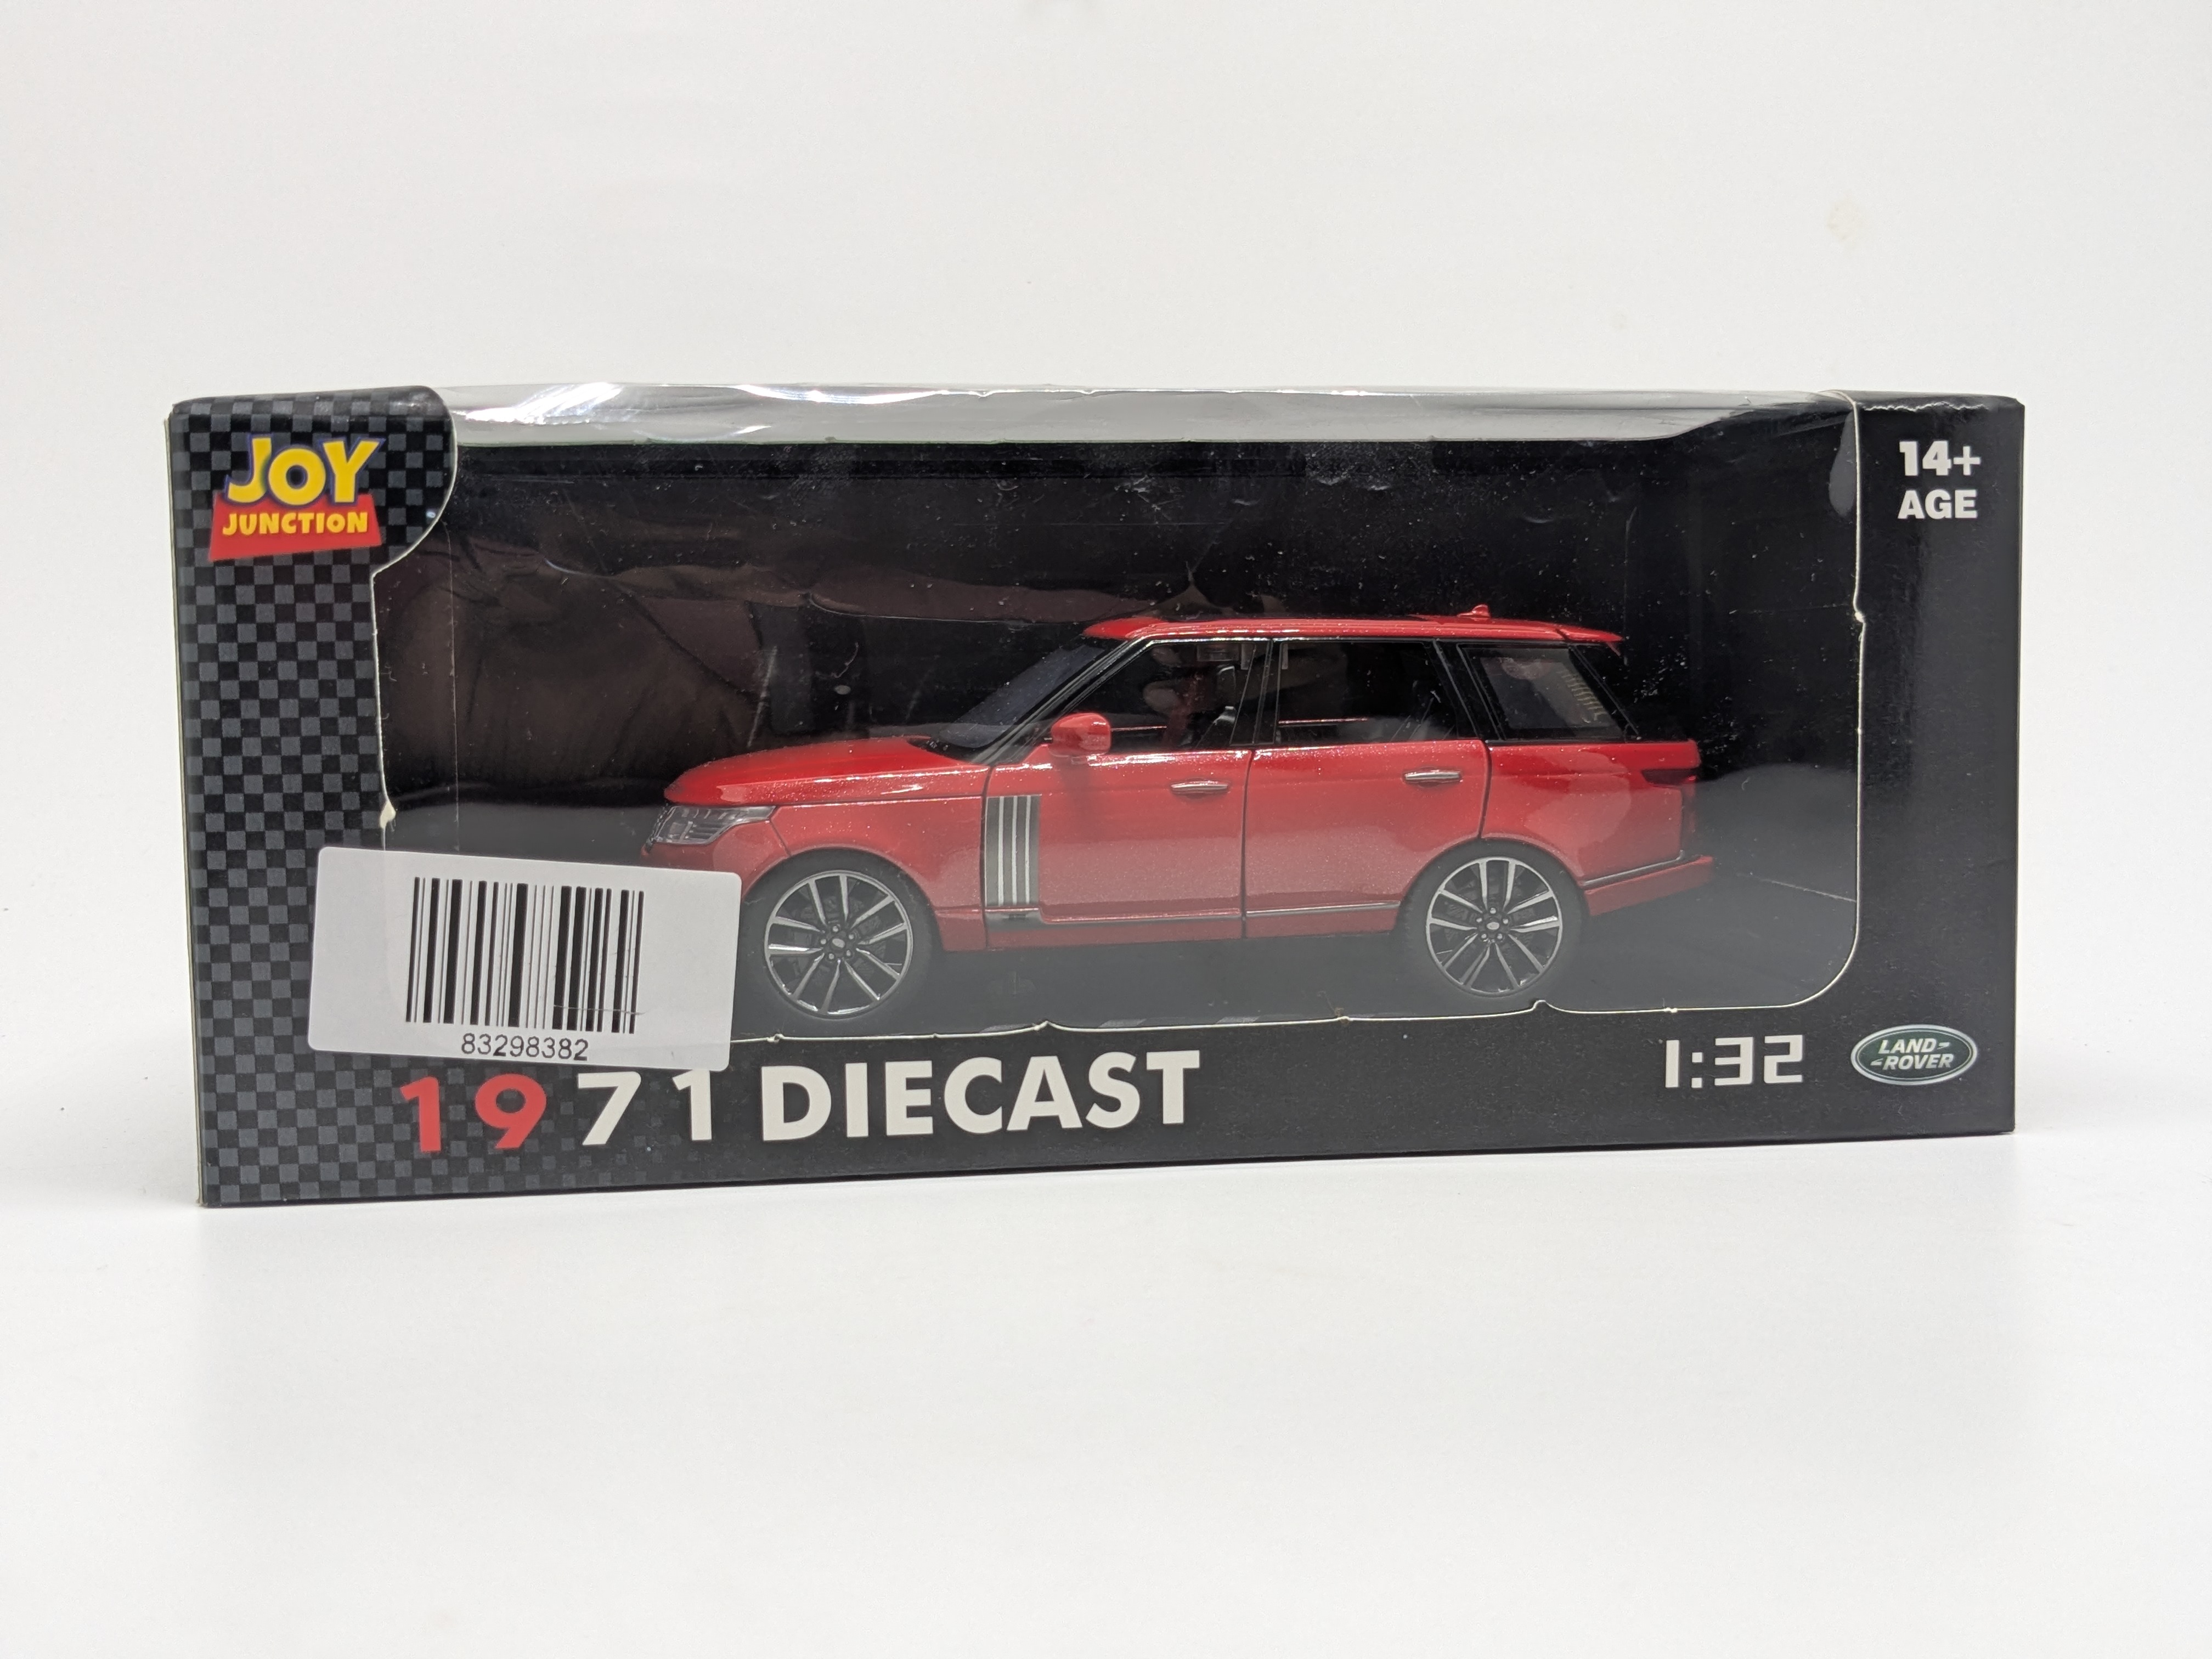 JOY
JUNCTION
14+
AGE
83298382
1971 DIECAST
1:32
LAND-
-ROVER